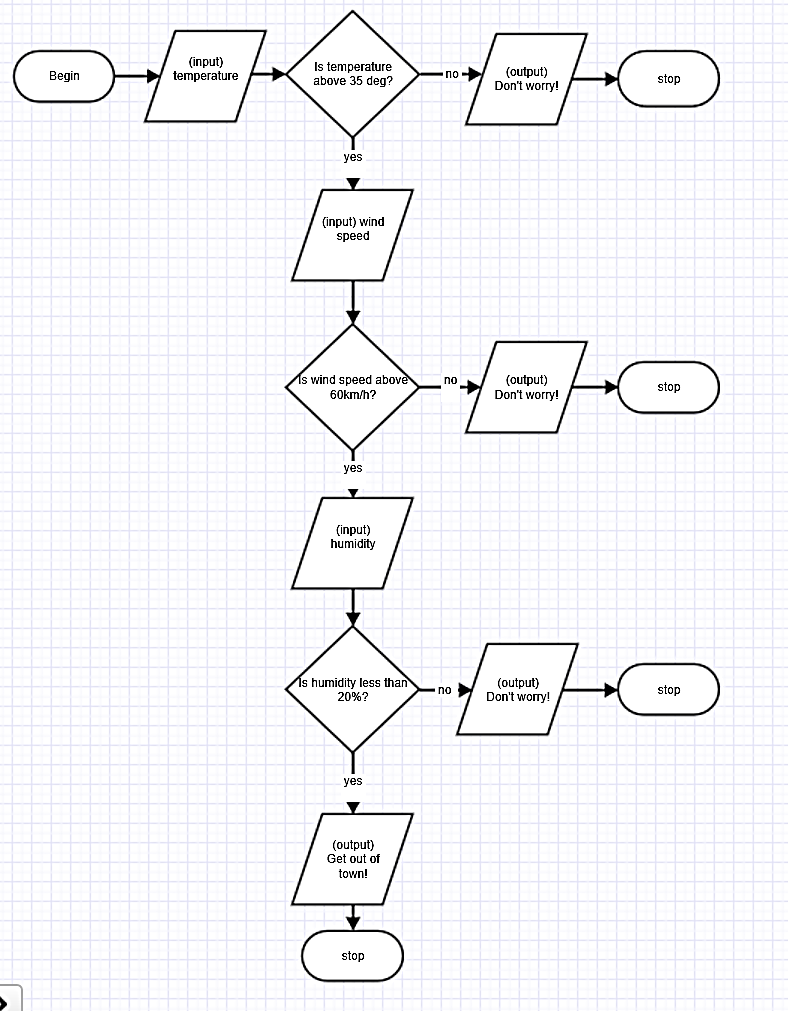 Begin
(input)
temperature
Is temperature
above 35 deg?
no
(output)
Don't worry!
stop
yes
(input) wind
speed
Is wind speed above
60km/h?
no
(output)
Don't worry!
stop
yes
(input)
humidity
Is humidity less than
20%?
no
(output)
Don't worry!
stop
yes
(output)
Get out of
town!
stop